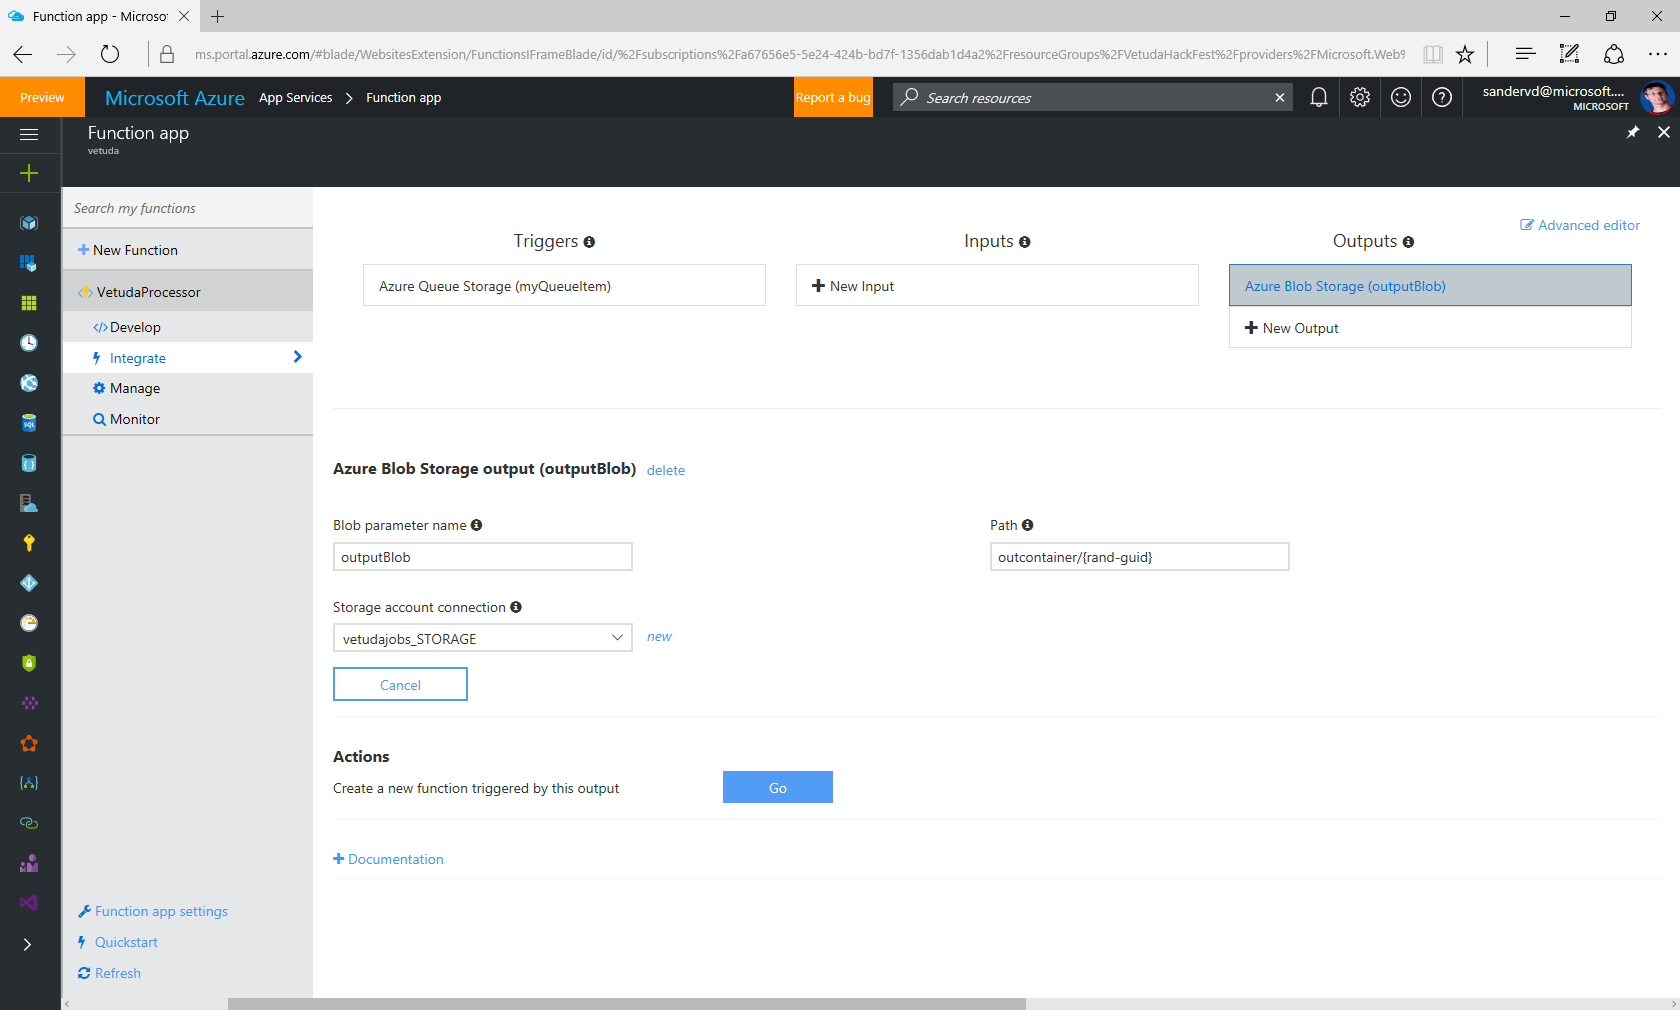 Function app - Microsof
ms.portal.azure.com/#blade/WebsitesExtension/FunctionsIFrameBlade/id/%2Fsubscriptions%2Fa67656e5-5e24-424b-bd7f-1356dab1d4a2%2FresourceGroups%2FVetudaHackFest%2Fproviders%2FMicrosoft.Web%
Preview
Microsoft Azure App Services > Function app
Report a bug
Search resources
sandervd@microsoft....
MICROSOFT
Function app
vetuda
Search my functions
New Function
VetudaProcessor
Develop
Integrate
Manage
Monitor
Function app settings
Quickstart
Refresh
Advanced editor
Triggers
Azure Queue Storage (myQueueItem)
Inputs
New Input
Outputs
Azure Blob Storage (outputBlob)
New Output
Azure Blob Storage output (outputBlob) delete
Blob parameter name
outputBlob
Path
outcontainer/{rand-guid}
Storage account connection
vetudajobs_STORAGE
new
Cancel
Actions
Create a new function triggered by this output
Go
Documentation
SQL